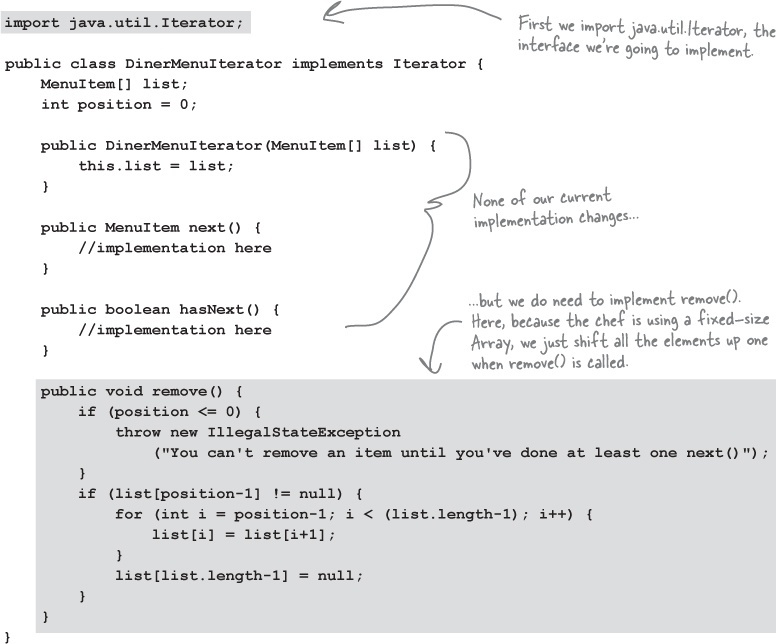 import java.util.Iterator;
First we import java.util.Iterator, the
interface we're going to implement.
public class DinerMenuIterator implements Iterator {
MenuItem[] list;
int position = 0;
public DinerMenuIterator(MenuItem[] list) {
this.list = list;
}
None of our current
implementation changes...
public MenuItem next() {
//implementation here
}
public boolean hasNext() {
//implementation here
}
...but we do need to implement remove().
Here, because the chef is using a fixed-size
Array, we just shift all the elements up one
when remove() is called.
public void remove() {
if (position <= 0) {
throw new IllegalStateException
("You can't remove an item until you've done at least one next()");
}
if (list[position-1] != null) {
for (int i = position-1; i < (list.length-1); i++) {
list[i] = list[i+1];
}
list[list.length-1] = null;
}
}
}